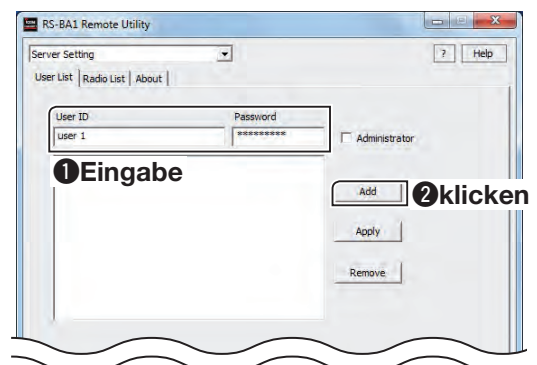 RS-BA1 Remote Utility
Server Setting ? Help
User List Radio List About
User ID Password
user 1 ********* Administrator
❶Eingabe
Add ❷klicken
Apply
Remove